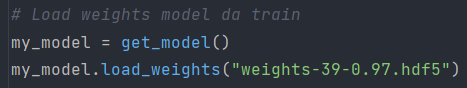 # Load weights model da train
my_model = get_model()
my_model.load_weights("weights-39-0.97.hdf5")